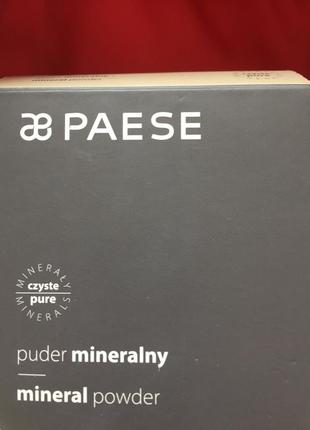 PAESE
MINERAŁY
czyste
pure
MINERALS
puder mineralny
mineral powder